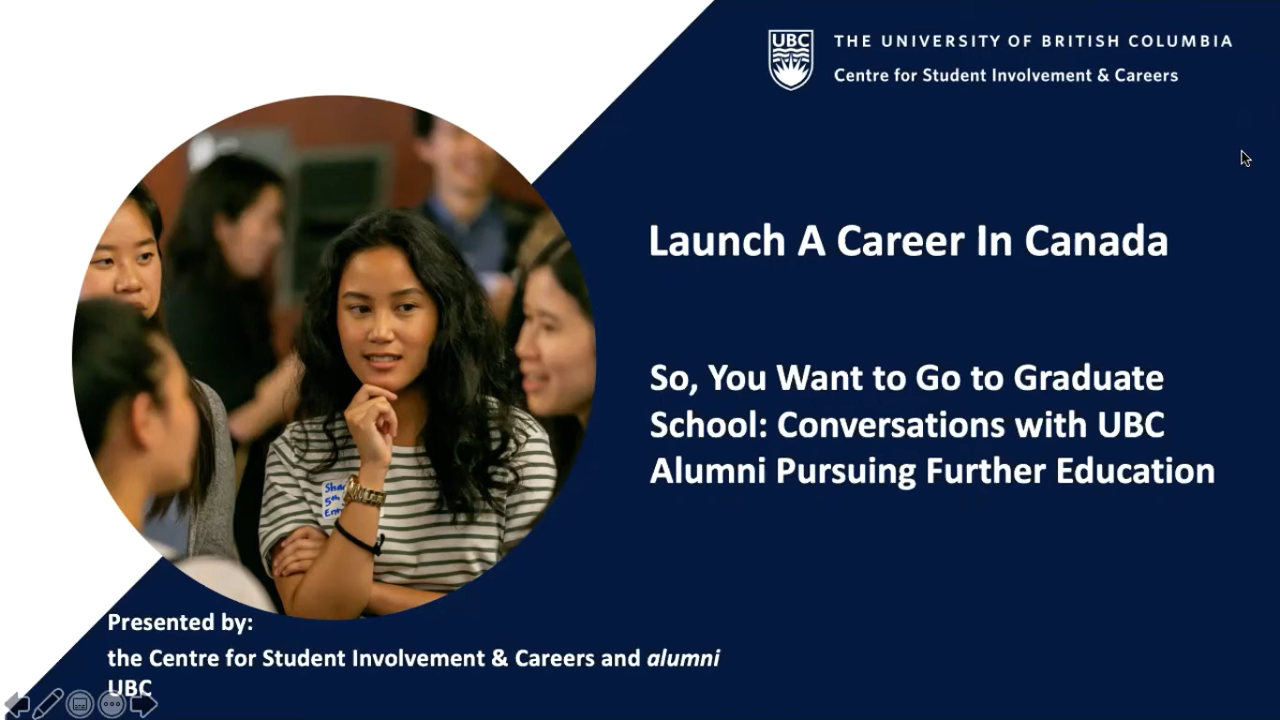 UBC
THE UNIVERSITY OF BRITISH COLUMBIA
Centre for Student Involvement & Careers
Launch A Career In Canada
So, You Want to Go to Graduate
School: Conversations with UBC
Alumni Pursuing Further Education
5th
Presented by:
the Centre for Student Involvement & Careers and alumni
UBC